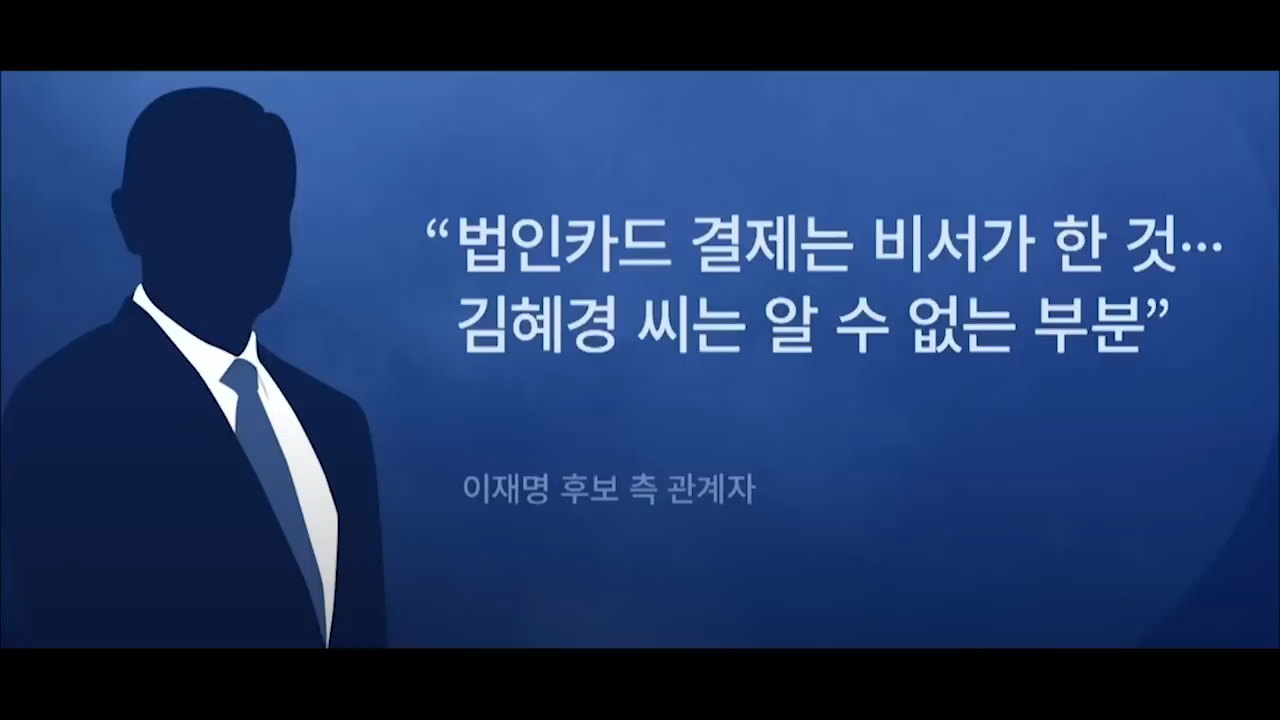 “법인카드 결제는 비서가 한 것…
김혜경 씨는 알 수 없는 부분”
이재명 후보 측 관계자